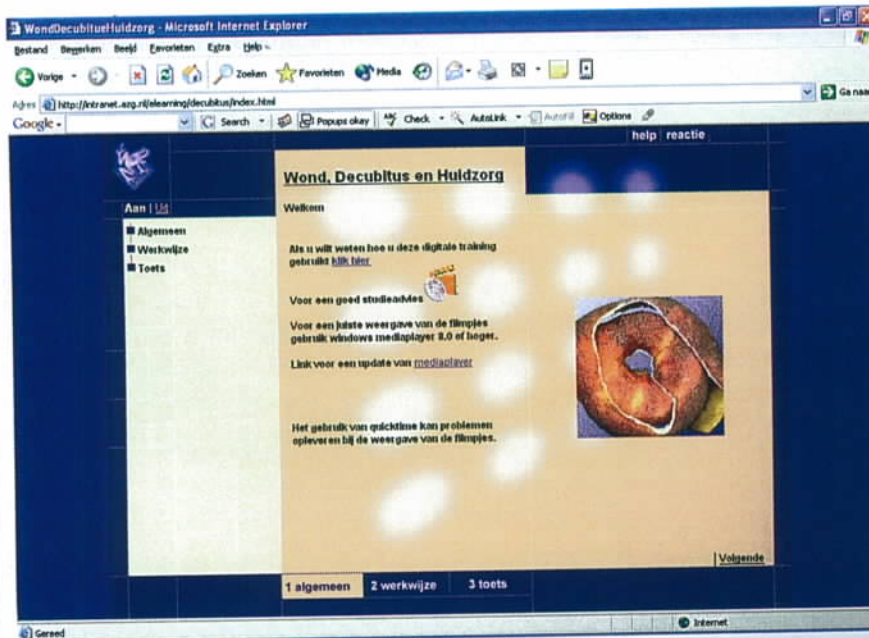 WondDecubitusHuidzorg - Microsoft Internet Explorer
Bestand Bewerken Beeld Favorieten Extra Help
Vorige Zoeken Favorieten Media
Adres http://intranet.azg.nl/elearning/decubitus/index.html Ga naar
Google Search Popups okay Check AutoLink AutoFill Options
help | reactie
Wond, Decubitus en Huidzorg
Aan | Uit
Welkom
Algemeen
Werkwijze
Toets
Als u wilt weten hoe u deze digitale training
gebruikt klik hier
Voor een goed studieadvies
Voor een juiste weergave van de filmpjes
gebruik windows mediaplayer 8.0 of hoger.
Link voor een update van mediaplayer
Het gebruik van quicktime kan problemen
opleveren bij de weergave van de filmpjes.
Volgende
1 algemeen 2 werkwijze 3 toets
Gereed Internet